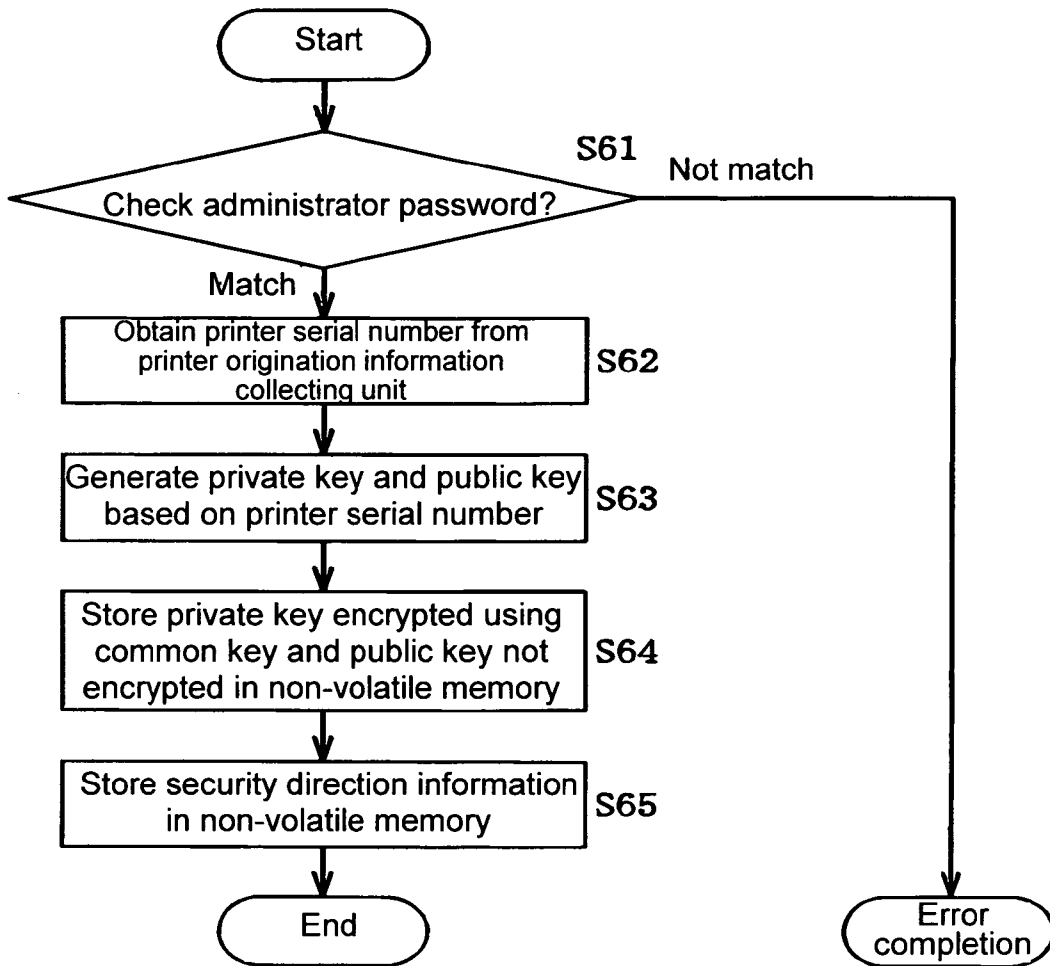 Start
S61
Not match
Check administrator password?
Match
Obtain printer serial number from
printer origination information
collecting unit
S62
Generate private key and public key
based on printer serial number
S63
Store private key encrypted using
common key and public key not
encrypted in non-volatile memory
S64
Store security direction information
in non-volatile memory
S65
End
Error
completion